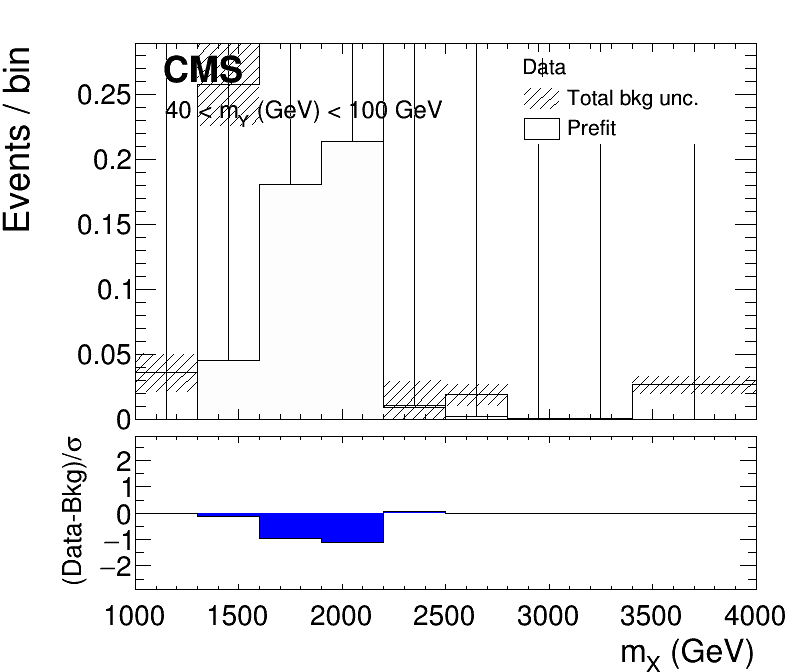 Events / bin
CMS
40 < mY (GeV) < 100 GeV
Data
Total bkg unc.
Prefit
0.25
0.2
0.15
0.1
0.05
0
(Data-Bkg)/σ
2
1
0
−1
−2
1000 1500 2000 2500 3000 3500 4000
mX (GeV)